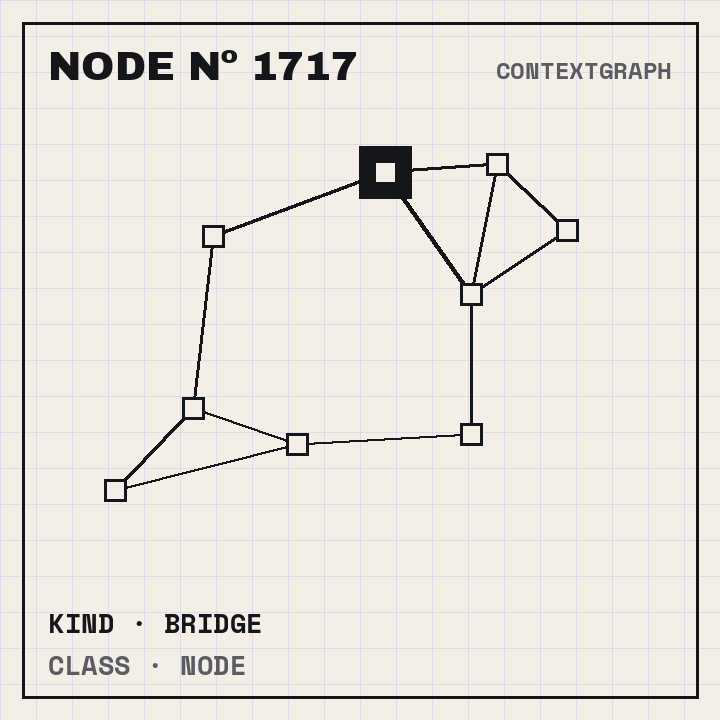 NODE Nº 1717
CONTEXTGRAPH
KIND · BRIDGE
CLASS · NODE